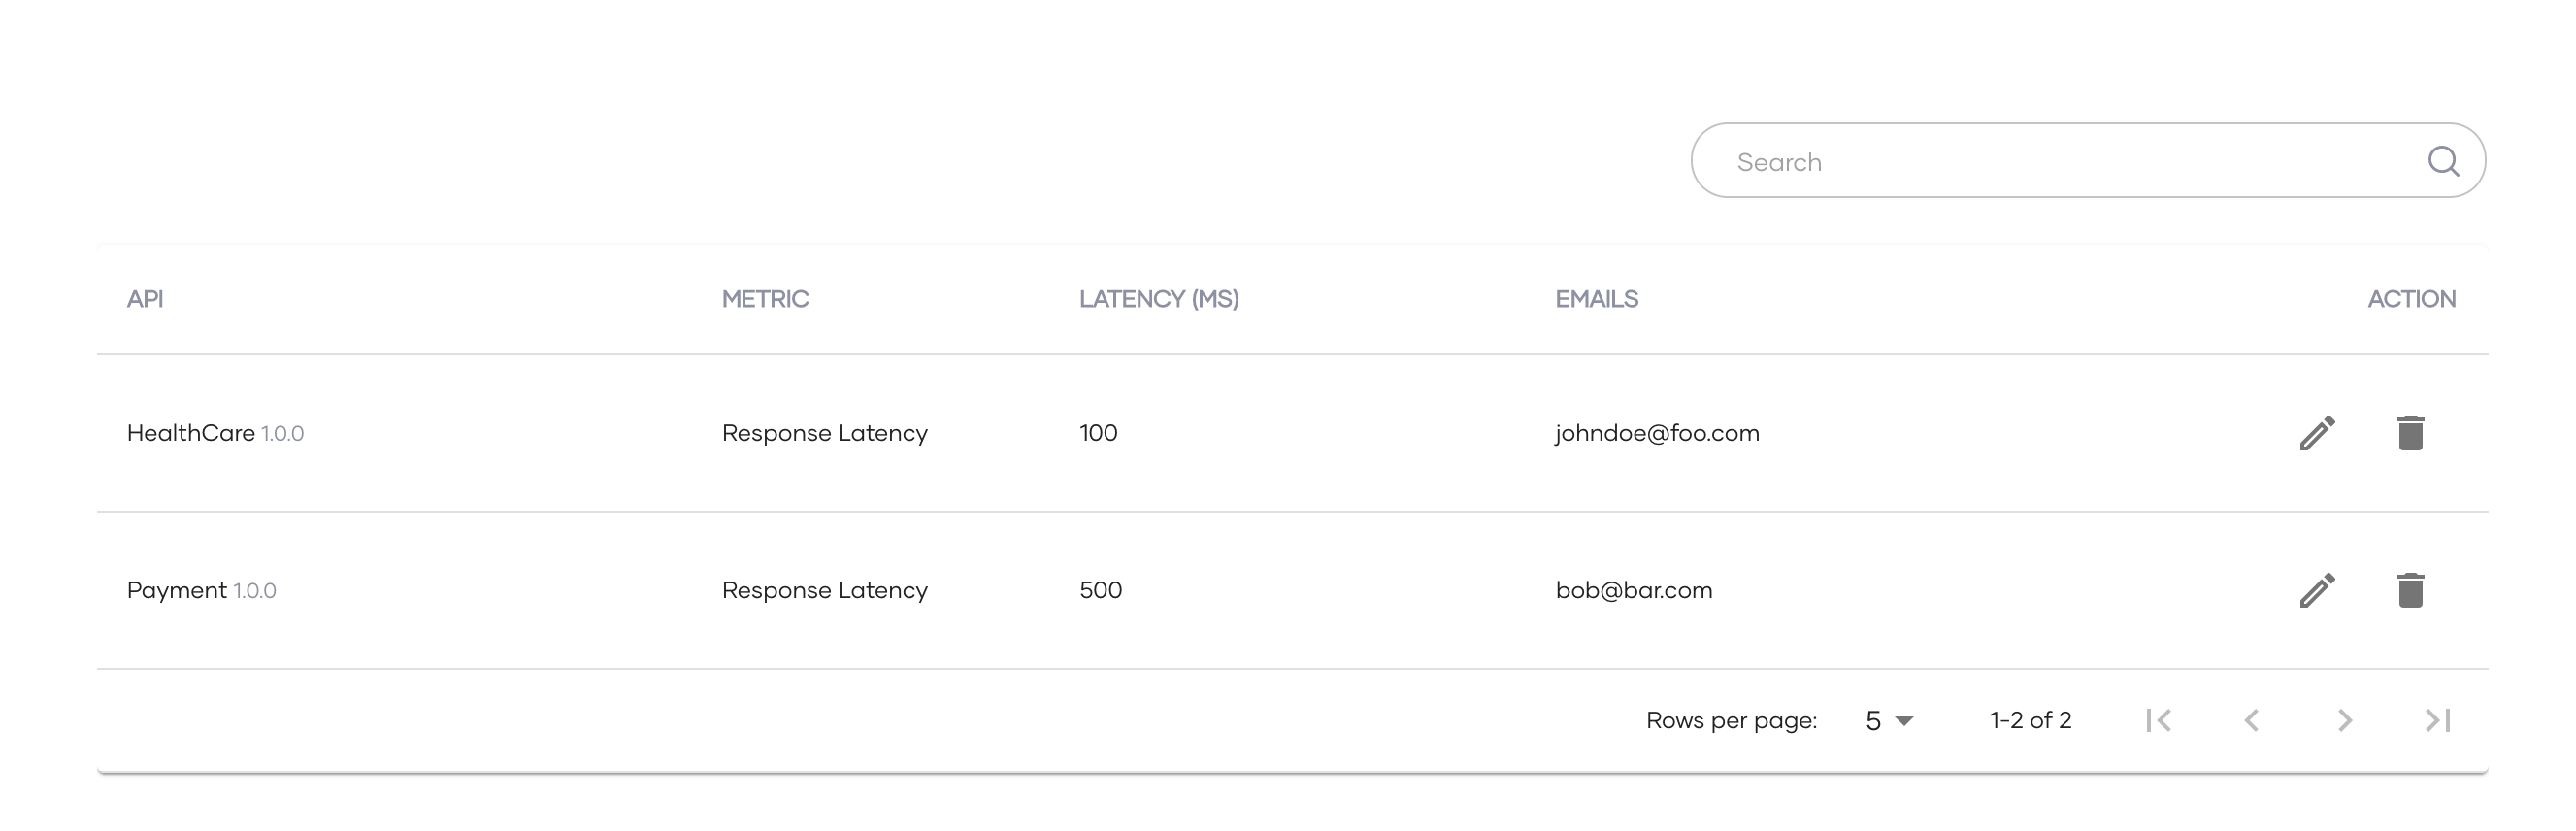 Search
API METRIC LATENCY (MS) EMAILS ACTION
HealthCare 1.0.0 Response Latency 100 johndoe@foo.com
Payment 1.0.0 Response Latency 500 bob@bar.com
Rows per page: 5 1-2 of 2